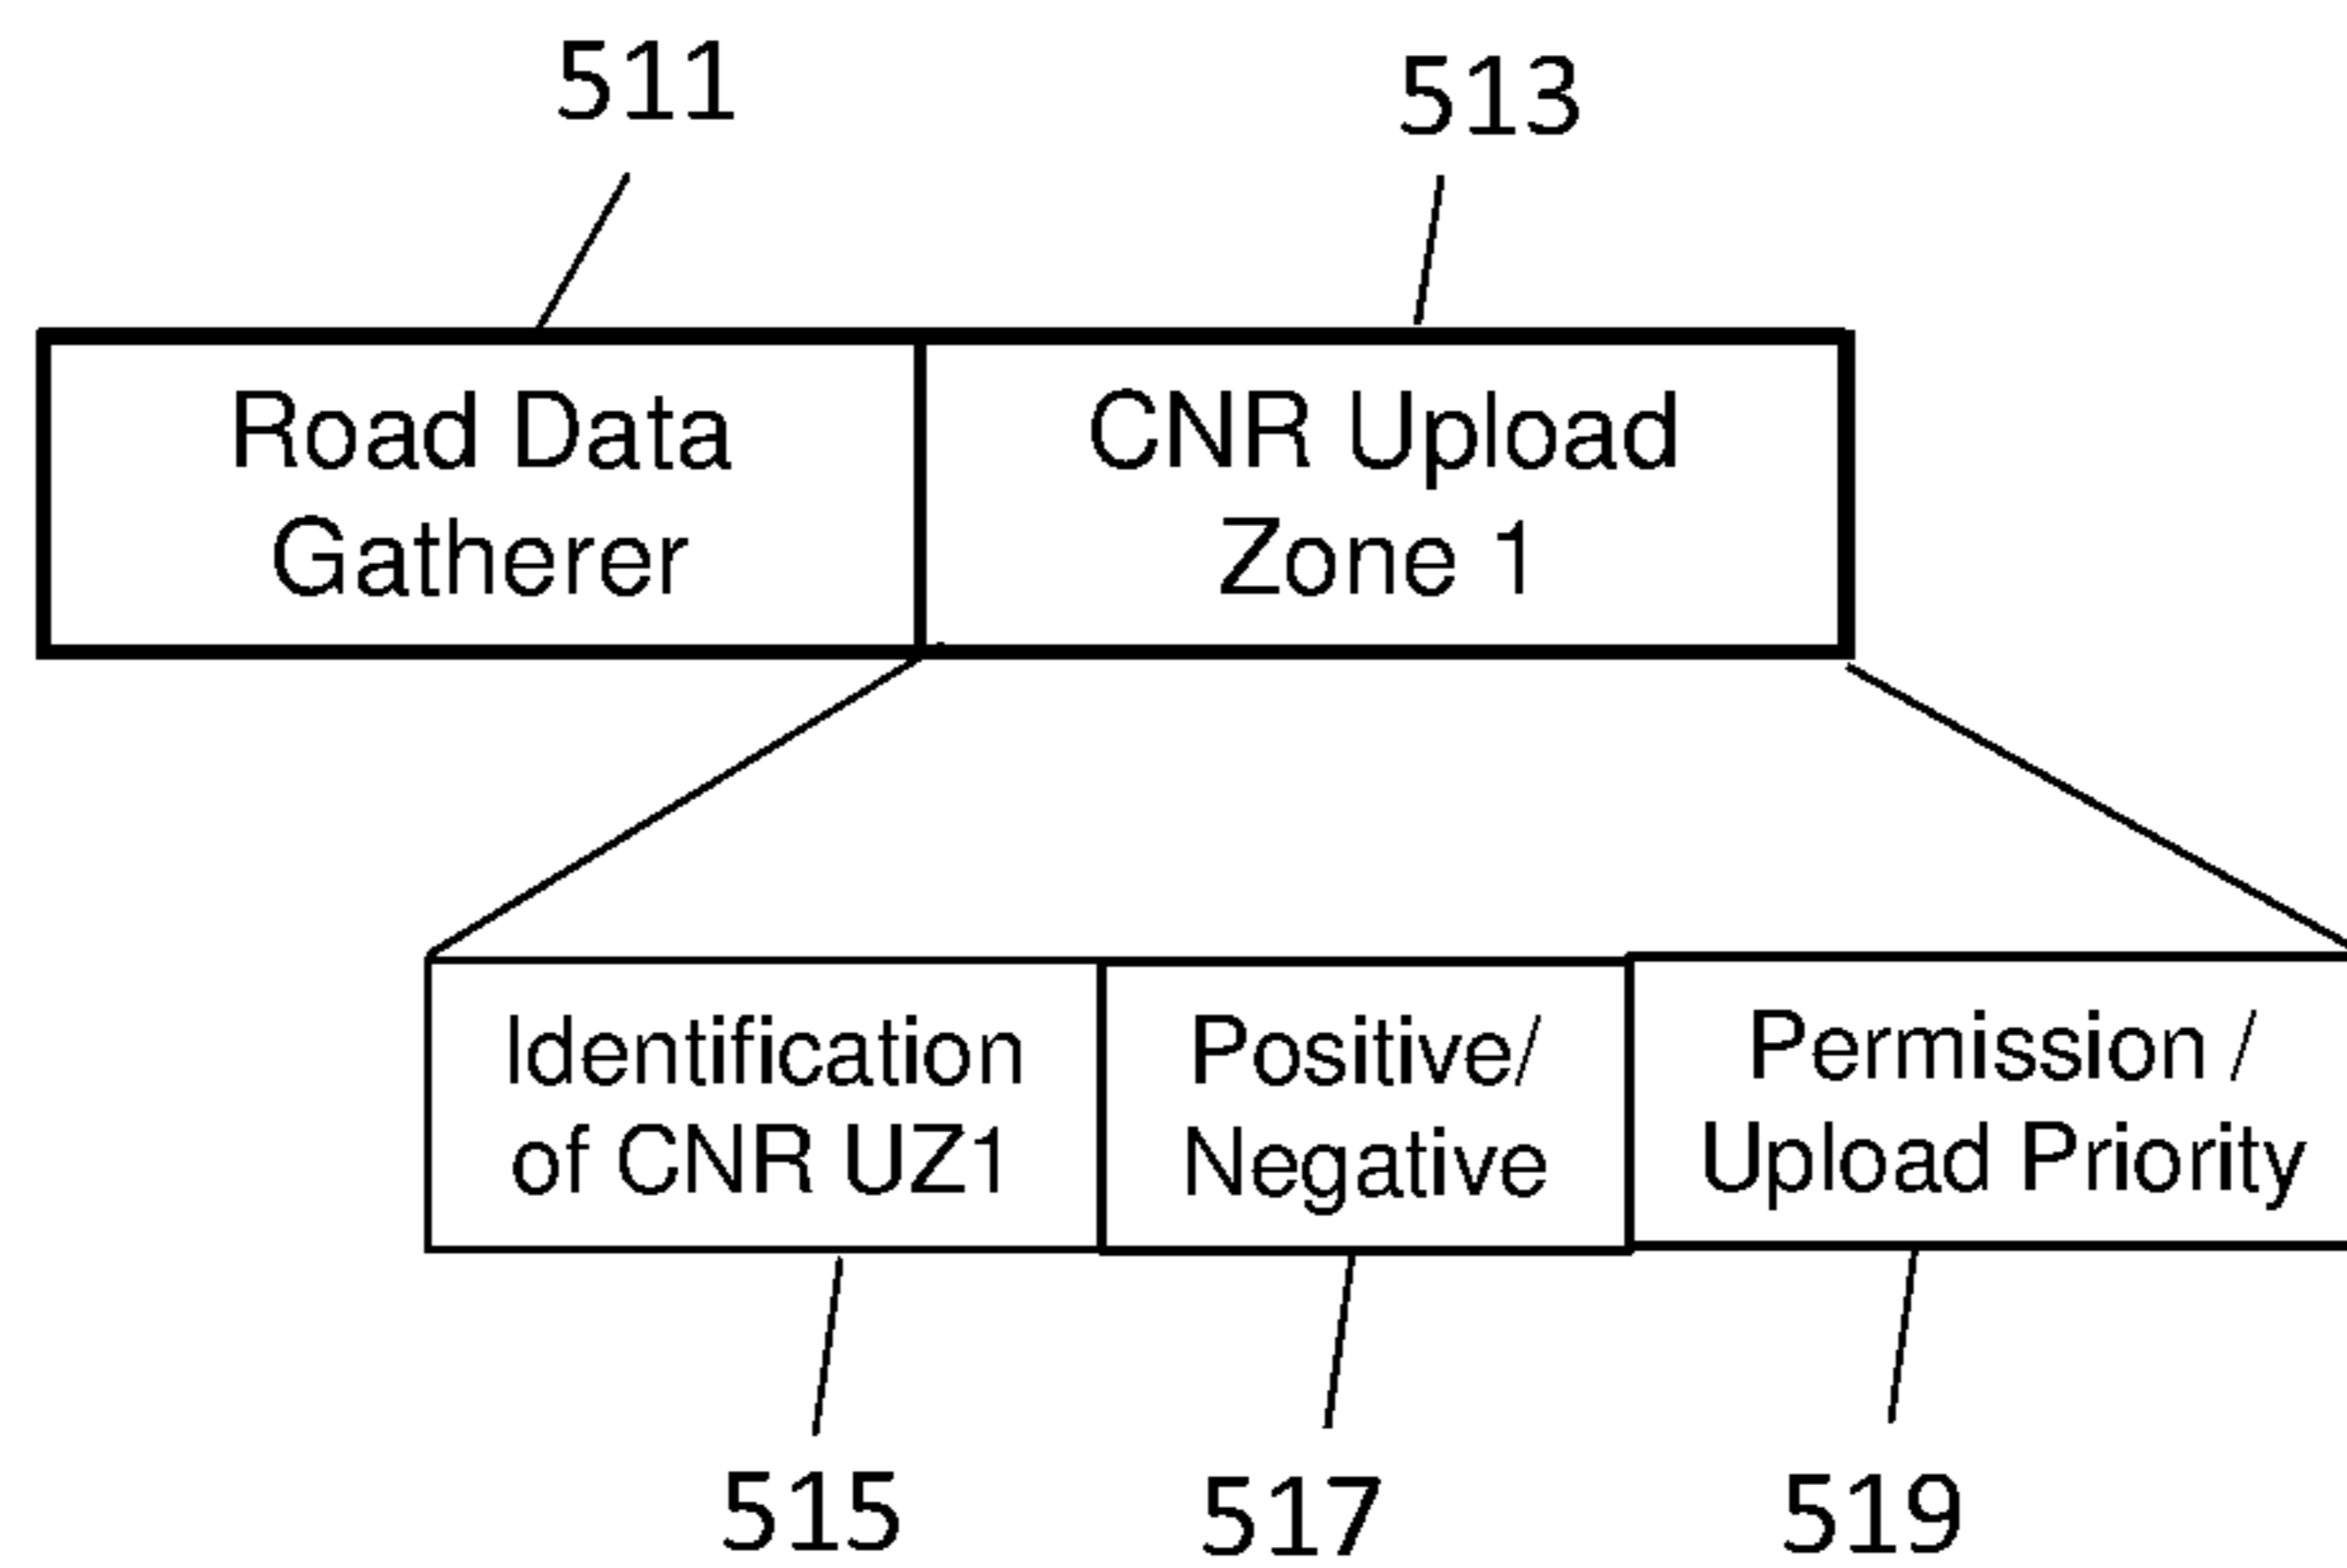 511
513
Road Data
Gatherer
CNR Upload
Zone 1
Identification
of CNR UZ1
Positive/
Negative
Permission /
Upload Priority
515
517
519